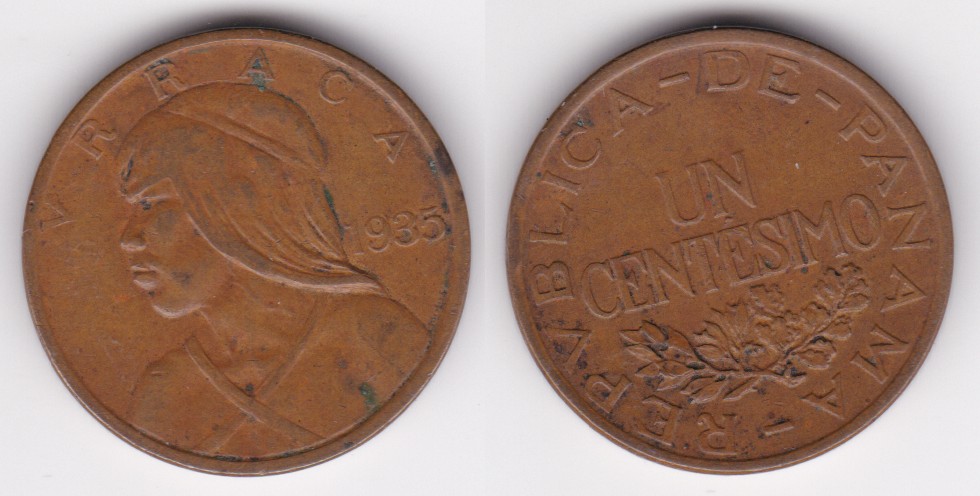 VRRACA
1935
REPVBLICA-DE-PANAMA-
UN
CENTESIMO